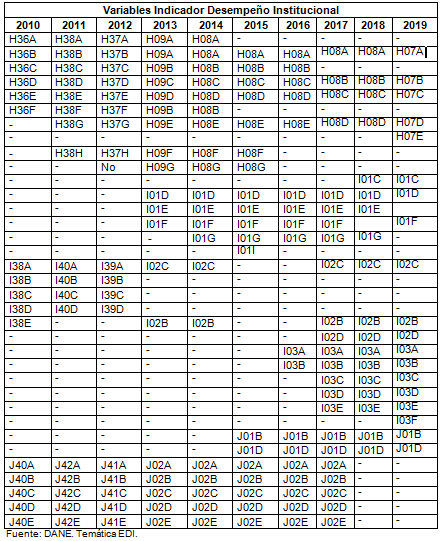 Variables Indicador Desempeño Institucional
2010 2011 2012 2013 2014 2015 2016 2017 2018 2019
H36A H38A H37A H09A H08A - - - - -
H36B H38B H37B H09A H08A H08A H08A H08A H08A H07A
H36C H38C H37C H09B H08B H08B H08B - - -
H36D H38D H37D H09C H08C H08C H08C H08B H08B H07B
H36E H38E H37E H09D H08D H08D H08D H08C H08C H07C
H36F H38F H37F H09B H08B - - - - -
- H38G H37G H09E H08E H08E H08E H08D H08D H07D
- - - - - - - - - H07E
- H38H H37H H09F H08F H08F - - - -
- - No H09G H08G H08G - - - -
- - - - - - - - I01C I01C
- - - I01D I01D I01D I01D I01D I01D I01D
- - - I01E I01E I01E I01E I01E I01E -
- - - I01F I01F I01F I01F I01F - I01F
- - - - I01G I01G I01G I01G I01G -
- - - - - I01I - - - -
I38A I40A I39A I02C I02C - - I02C I02C I02C
I38B I40B I39B - - - - - - -
I38C I40C I39C - - - - - - -
I38D I40D I39D - - - - - - -
I38E - - I02B I02B - - I02B I02B I02B
- - - - - - - I02D I02D I02D
- - - - - - I03A I03A I03A I03A
- - - - - - I03B I03B I03B I03B
- - - - - - - I03C I03C I03C
- - - - - - - I03D I03D I03D
- - - - - - - I03E I03E I03E
- - - - - - - - - I03F
- - - - - J01B J01B J01B J01B J01B
- - - - - J01D J01D J01D J01D J01D
J40A J42A J41A J02A J02A J02A J02A J02A - -
J40B J42B J41B J02B J02B J02B J02B J02B - -
J40C J42C J41C J02C J02C J02C J02C J02C - -
J40D J42D J41D J02D J02D J02D J02D J02D - -
J40E J42E J41E J02E J02E J02E J02E J02E - -
Fuente: DANE. Temática EDI.